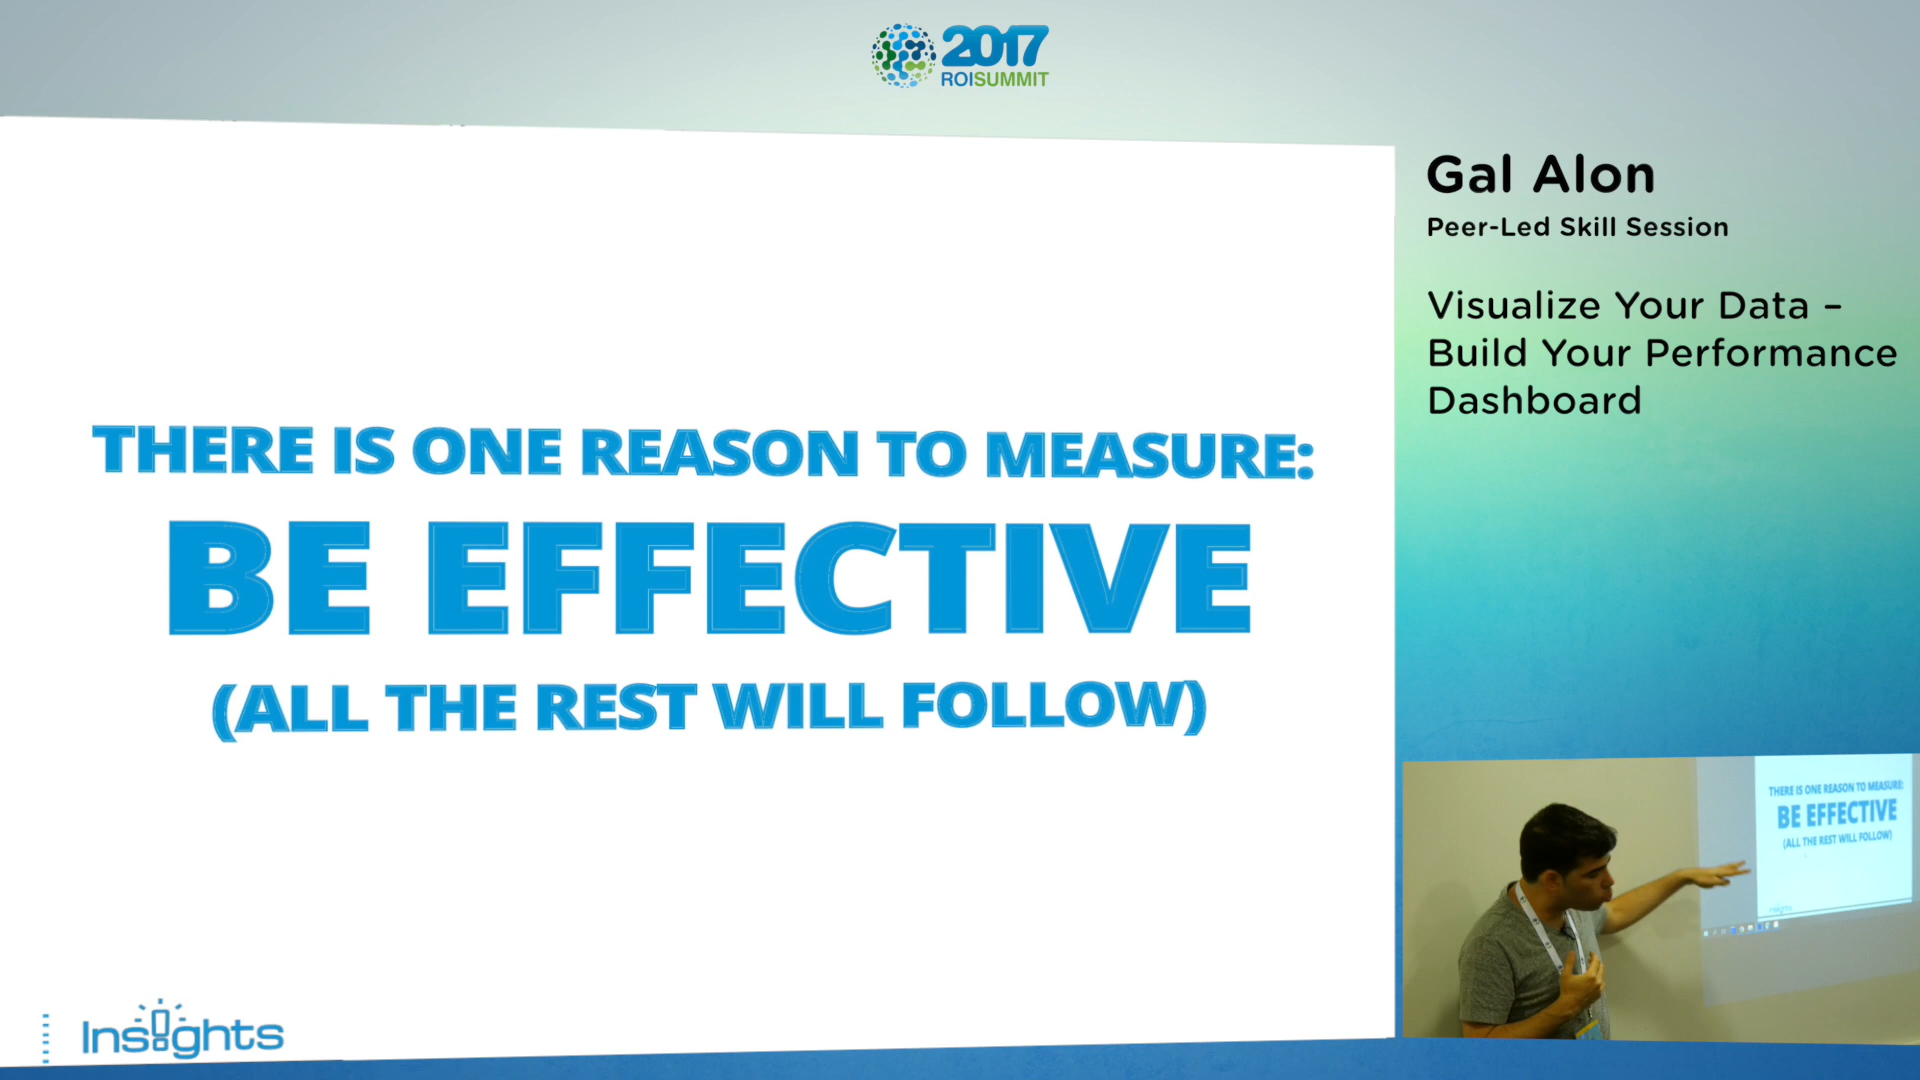 2017
ROISUMMIT
THERE IS ONE REASON TO MEASURE:
BE EFFECTIVE
(ALL THE REST WILL FOLLOW)
Insights
Gal Alon
Peer-Led Skill Session
Visualize Your Data –
Build Your Performance
Dashboard
THERE IS ONE REASON TO MEASURE:
BE EFFECTIVE
(ALL THE REST WILL FOLLOW)
Insights